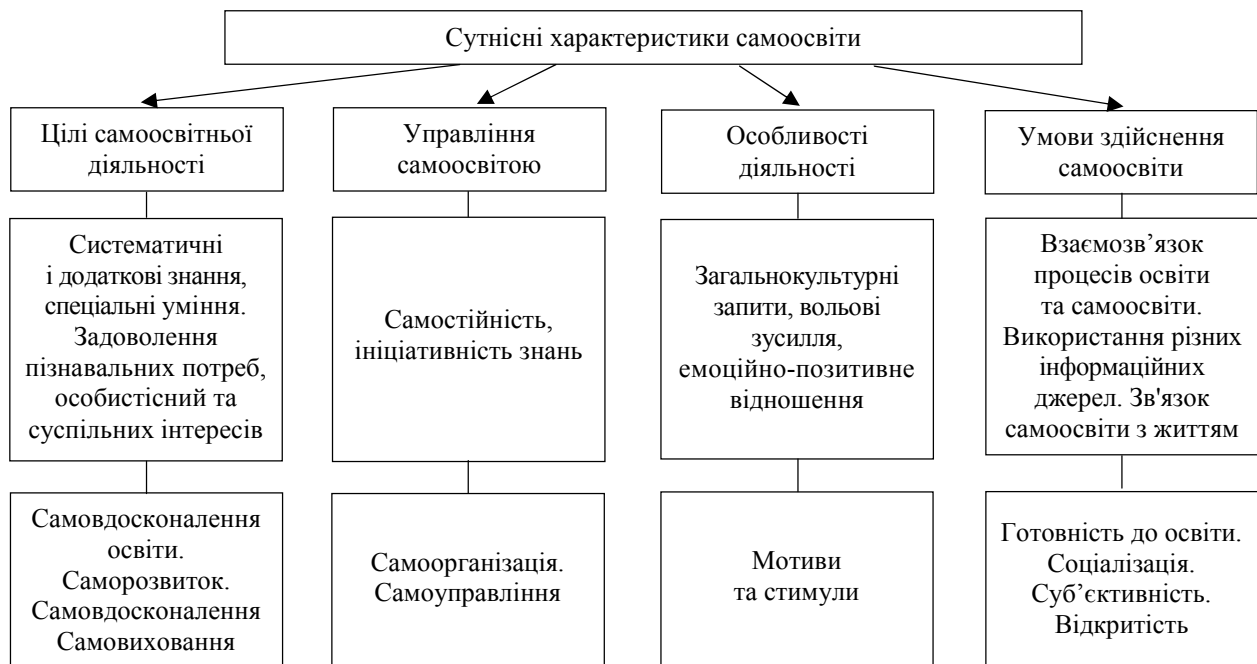 Сутнісні характеристики самоосвіти
Цілі самоосвітньої
діяльності
Управління
самоосвітою
Особливості
діяльності
Умови здійснення
самоосвіти
Систематичні
і додаткові знання,
спеціальні уміння.
Задоволення
пізнавальних потреб,
особистісний та
суспільних інтересів
Самостійність,
ініціативність знань
Загальнокультурні
запити, вольові
зусилля,
емоційно-позитивне
відношення
Взаємозв’язок
процесів освіти
та самоосвіти.
Використання різних
інформаційних
джерел. Зв'язок
самоосвіти з життям
Самовдосконалення
освіти.
Саморозвиток.
Самовдосконалення
Самовиховання
Самоорганізація.
Самоуправління
Мотиви
та стимули
Готовність до освіти.
Соціалізація.
Суб’єктивність.
Відкритість